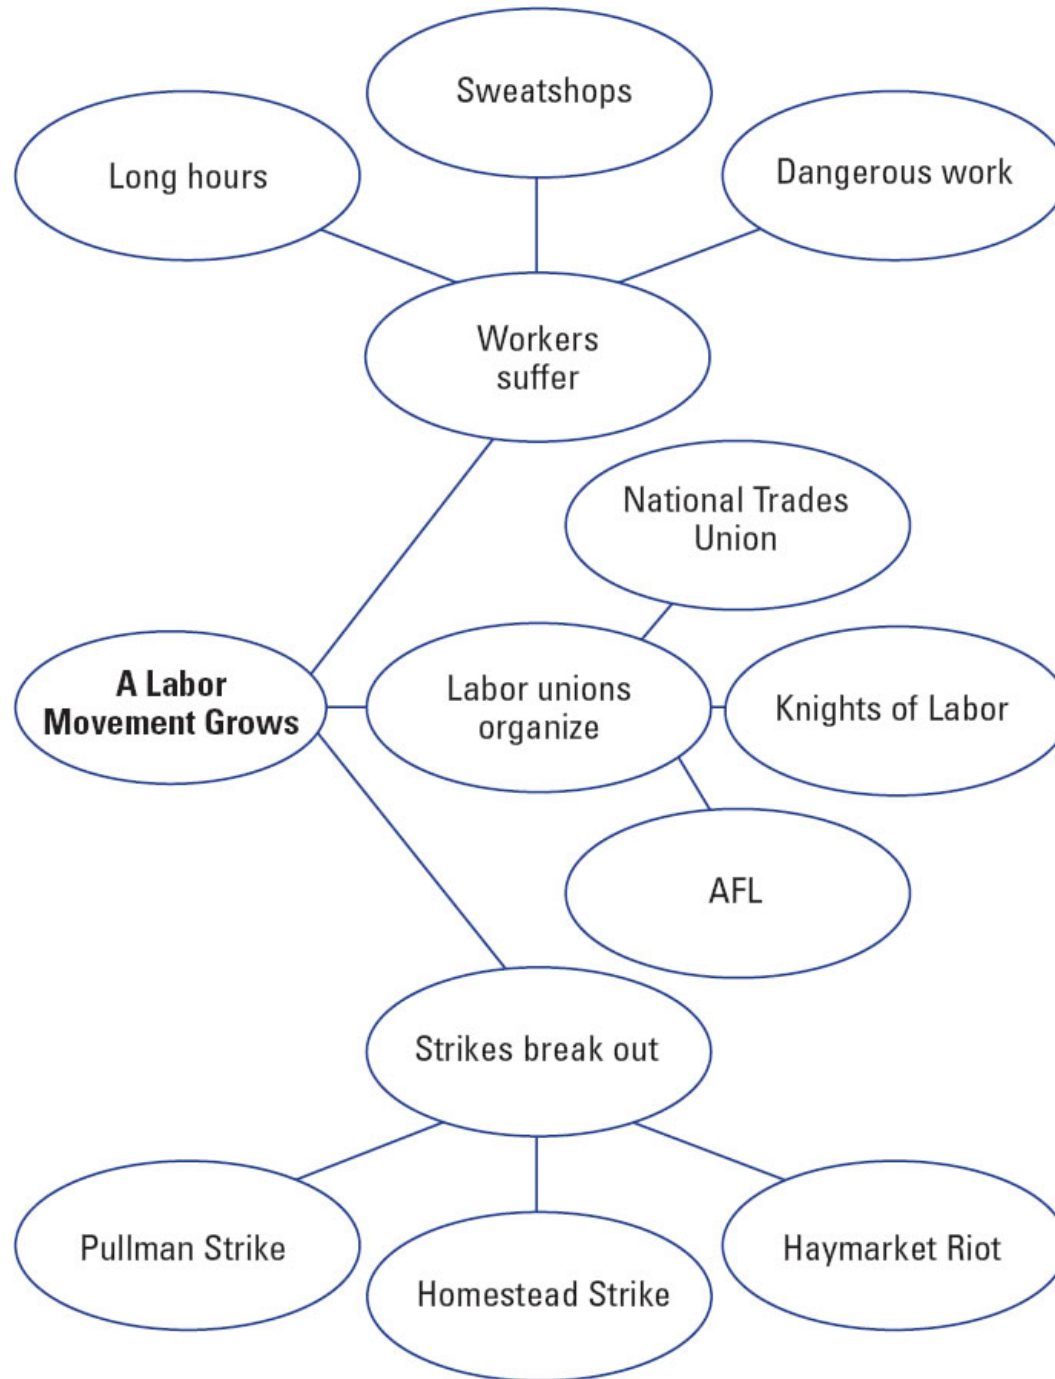 Sweatshops
Long hours
Dangerous work
Workers
suffer
National Trades
Union
A Labor
Movement Grows
Labor unions
organize
Knights of Labor
AFL
Strikes break out
Pullman Strike
Homestead Strike
Haymarket Riot